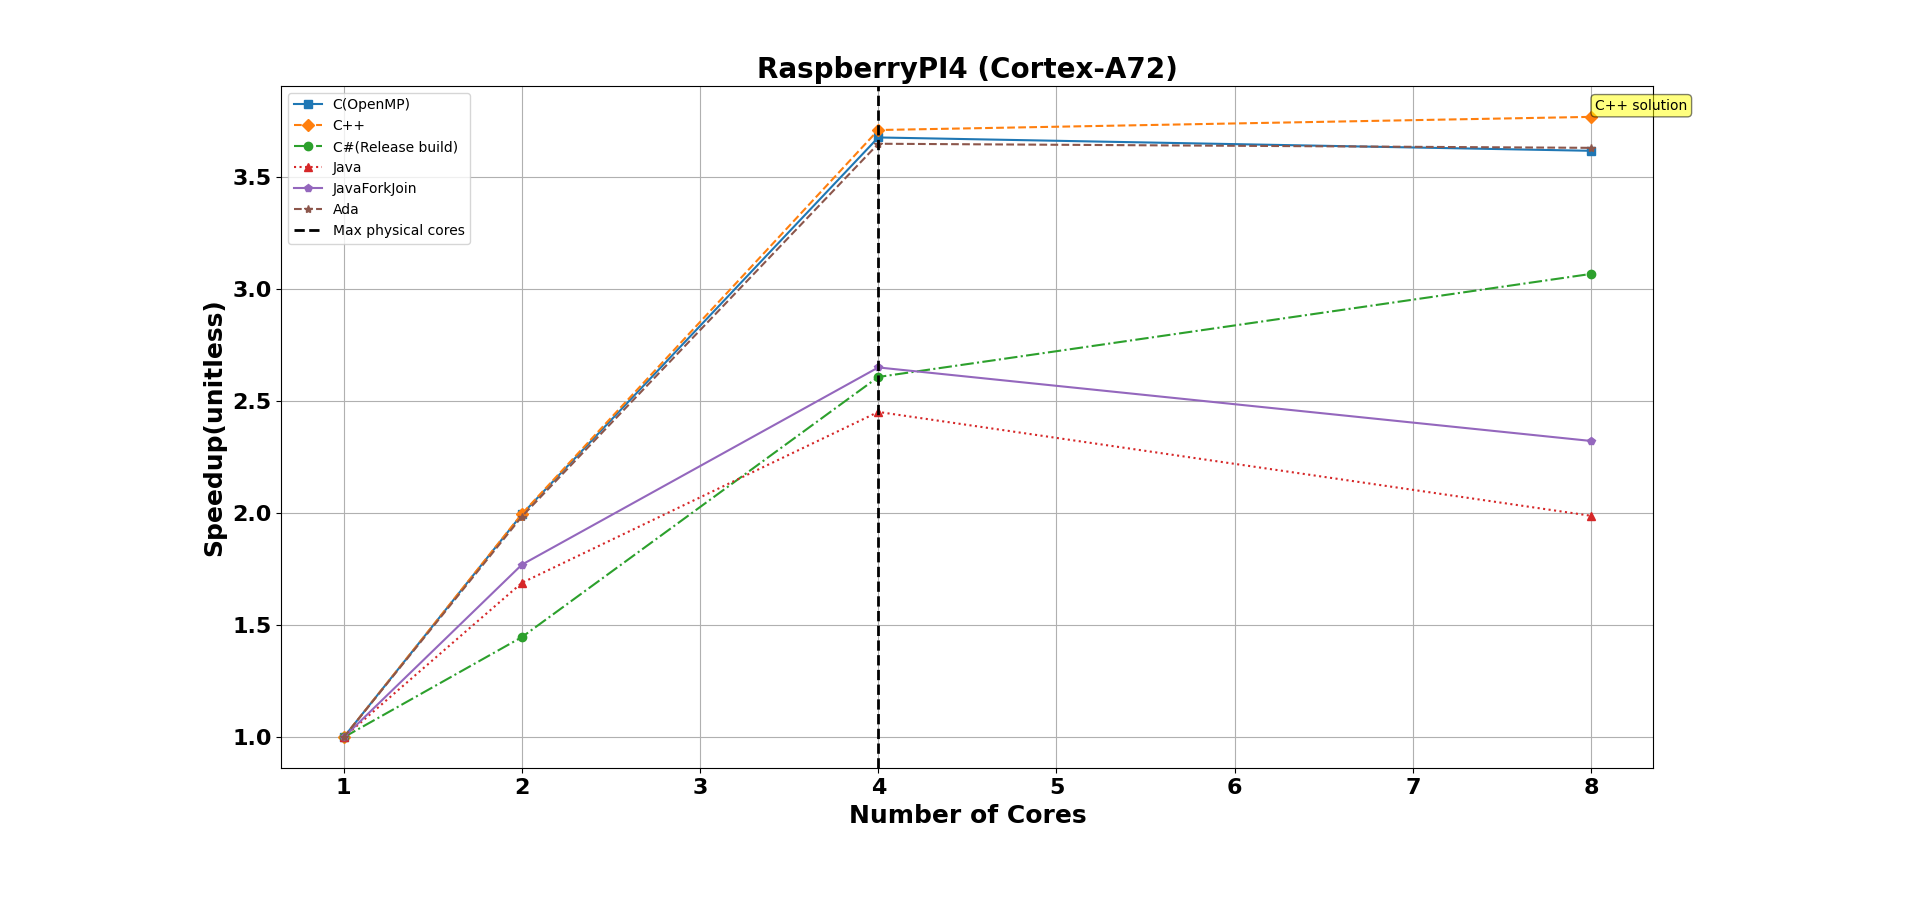 RaspberryPI4 (Cortex-A72)
C++ solution
C(OpenMP)
C++
C#(Release build)
Java
JavaForkJoin
Ada
Max physical cores
Speedup(unitless)
3.5
3.0
2.5
2.0
1.5
1.0
1 2 3 4 5 6 7 8
Number of Cores